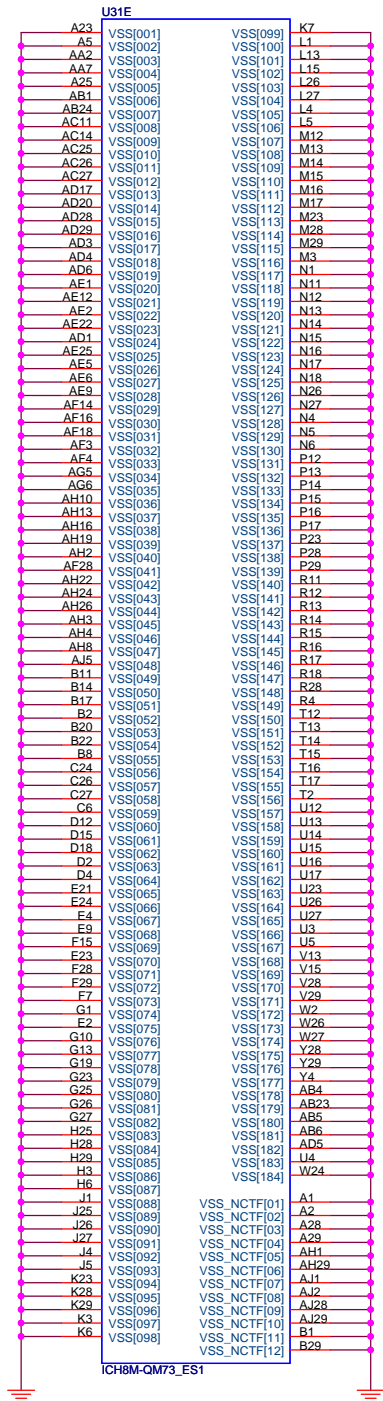 U31E
A23 VSS[001] VSS[099] K7
A5 VSS[002] VSS[100] L1
AA2 VSS[003] VSS[101] L13
AA7 VSS[004] VSS[102] L15
A25 VSS[005] VSS[103] L26
AB1 VSS[006] VSS[104] L27
AB24 VSS[007] VSS[105] L4
AC11 VSS[008] VSS[106] L5
AC14 VSS[009] VSS[107] M12
AC25 VSS[010] VSS[108] M13
AC26 VSS[011] VSS[109] M14
AC27 VSS[012] VSS[110] M15
AD17 VSS[013] VSS[111] M16
AD20 VSS[014] VSS[112] M17
AD28 VSS[015] VSS[113] M23
AD29 VSS[016] VSS[114] M28
AD3 VSS[017] VSS[115] M29
AD4 VSS[018] VSS[116] M3
AD6 VSS[019] VSS[117] N1
AE1 VSS[020] VSS[118] N11
AE12 VSS[021] VSS[119] N12
AE2 VSS[022] VSS[120] N13
AE22 VSS[023] VSS[121] N14
AD1 VSS[024] VSS[122] N15
AE25 VSS[025] VSS[123] N16
AE5 VSS[026] VSS[124] N17
AE6 VSS[027] VSS[125] N18
AE9 VSS[028] VSS[126] N26
AF14 VSS[029] VSS[127] N27
AF16 VSS[030] VSS[128] N4
AF18 VSS[031] VSS[129] N5
AF3 VSS[032] VSS[130] N6
AF4 VSS[033] VSS[131] P12
AG5 VSS[034] VSS[132] P13
AG6 VSS[035] VSS[133] P14
AH10 VSS[036] VSS[134] P15
AH13 VSS[037] VSS[135] P16
AH16 VSS[038] VSS[136] P17
AH19 VSS[039] VSS[137] P23
AH2 VSS[040] VSS[138] P28
AF28 VSS[041] VSS[139] P29
AH22 VSS[042] VSS[140] R11
AH24 VSS[043] VSS[141] R12
AH26 VSS[044] VSS[142] R13
AH3 VSS[045] VSS[143] R14
AH4 VSS[046] VSS[144] R15
AH8 VSS[047] VSS[145] R16
AJ5 VSS[048] VSS[146] R17
B11 VSS[049] VSS[147] R18
B14 VSS[050] VSS[148] R28
B17 VSS[051] VSS[149] R4
B2 VSS[052] VSS[150] T12
B20 VSS[053] VSS[151] T13
B22 VSS[054] VSS[152] T14
B8 VSS[055] VSS[153] T15
C24 VSS[056] VSS[154] T16
C26 VSS[057] VSS[155] T17
C27 VSS[058] VSS[156] T2
C6 VSS[059] VSS[157] U12
D12 VSS[060] VSS[158] U13
D15 VSS[061] VSS[159] U14
D18 VSS[062] VSS[160] U15
D2 VSS[063] VSS[161] U16
D4 VSS[064] VSS[162] U17
E21 VSS[065] VSS[163] U23
E24 VSS[066] VSS[164] U26
E4 VSS[067] VSS[165] U27
E9 VSS[068] VSS[166] U3
F15 VSS[069] VSS[167] U5
E23 VSS[070] VSS[168] V13
F28 VSS[071] VSS[169] V15
F29 VSS[072] VSS[170] V28
F7 VSS[073] VSS[171] V29
G1 VSS[074] VSS[172] W2
E2 VSS[075] VSS[173] W26
G10 VSS[076] VSS[174] W27
G13 VSS[077] VSS[175] Y28
G19 VSS[078] VSS[176] Y29
G23 VSS[079] VSS[177] Y4
G25 VSS[080] VSS[178] AB4
G26 VSS[081] VSS[179] AB23
G27 VSS[082] VSS[180] AB5
H25 VSS[083] VSS[181] AB6
H28 VSS[084] VSS[182] AD5
H29 VSS[085] VSS[183] U4
H3 VSS[086] VSS[184] W24
H6 VSS[087]
J1 VSS[088] VSS_NCTF[01] A1
J25 VSS[089] VSS_NCTF[02] A2
J26 VSS[090] VSS_NCTF[03] A28
J27 VSS[091] VSS_NCTF[04] A29
J4 VSS[092] VSS_NCTF[05] AH1
J5 VSS[093] VSS_NCTF[06] AH29
K23 VSS[094] VSS_NCTF[07] AJ1
K28 VSS[095] VSS_NCTF[08] AJ2
K29 VSS[096] VSS_NCTF[09] AJ28
K3 VSS[097] VSS_NCTF[10] AJ29
K6 VSS[098] VSS_NCTF[11] B1
VSS_NCTF[12] B29
ICH8M-QM73_ES1